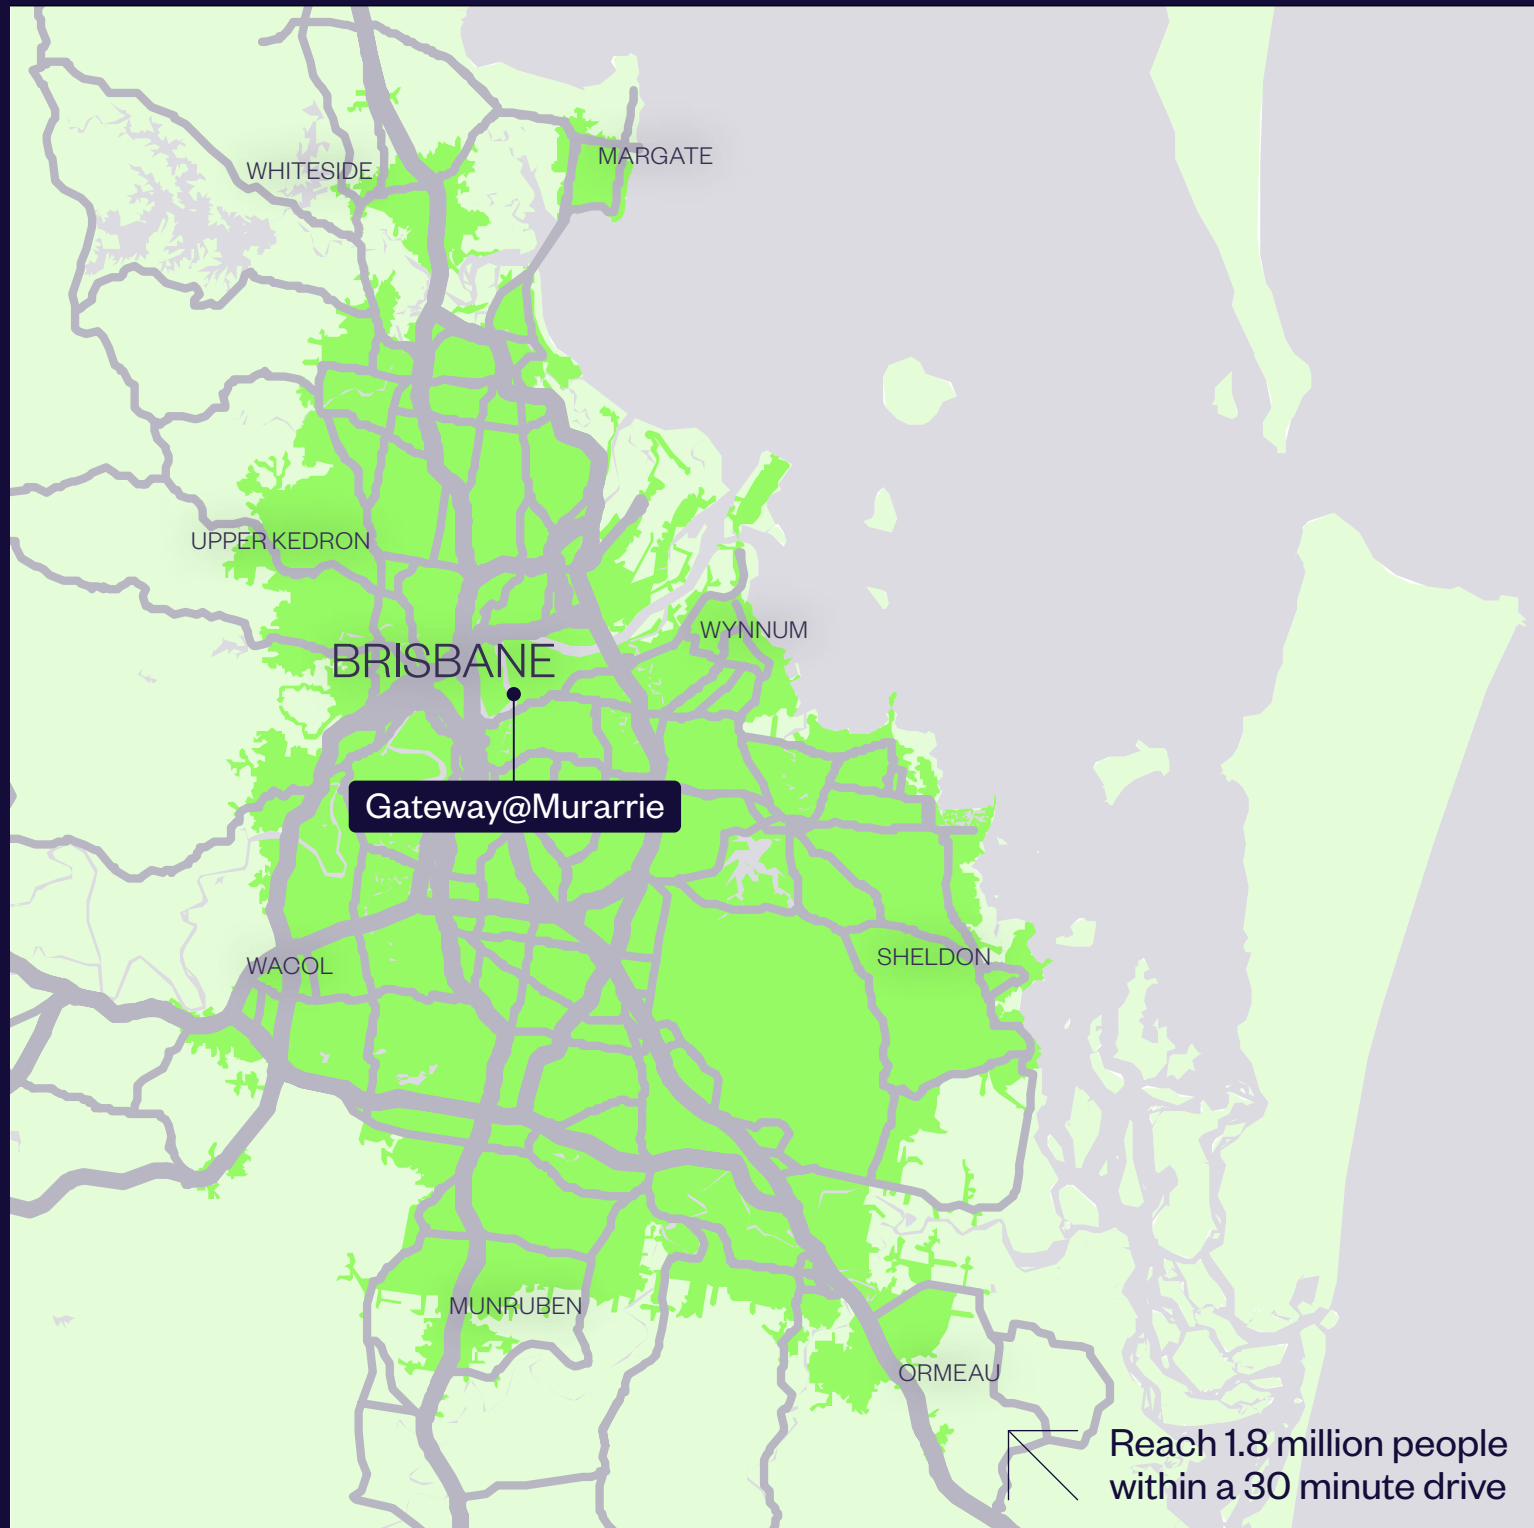 MARGATE
WHITESIDE
UPPER KEDRON
WYNNUM
BRISBANE
Gateway@Murarrie
SHELDON
WACOL
MUNRUBEN
ORMEAU
Reach 1.8 million people
within a 30 minute drive